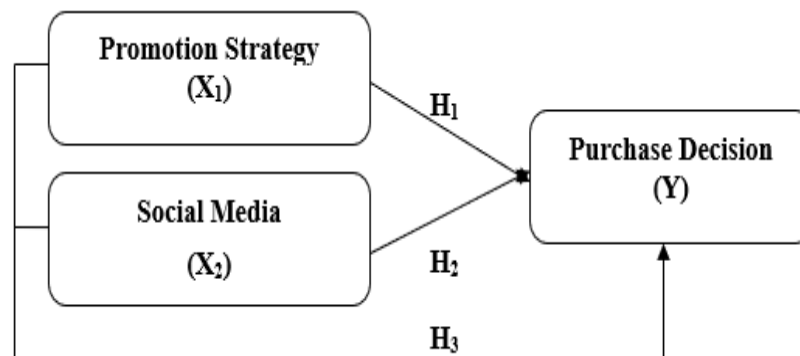 Promotion Strategy
(X₁)
H₁
Purchase Decision
(Y)
Social Media
(X₂)
H₂
H₃